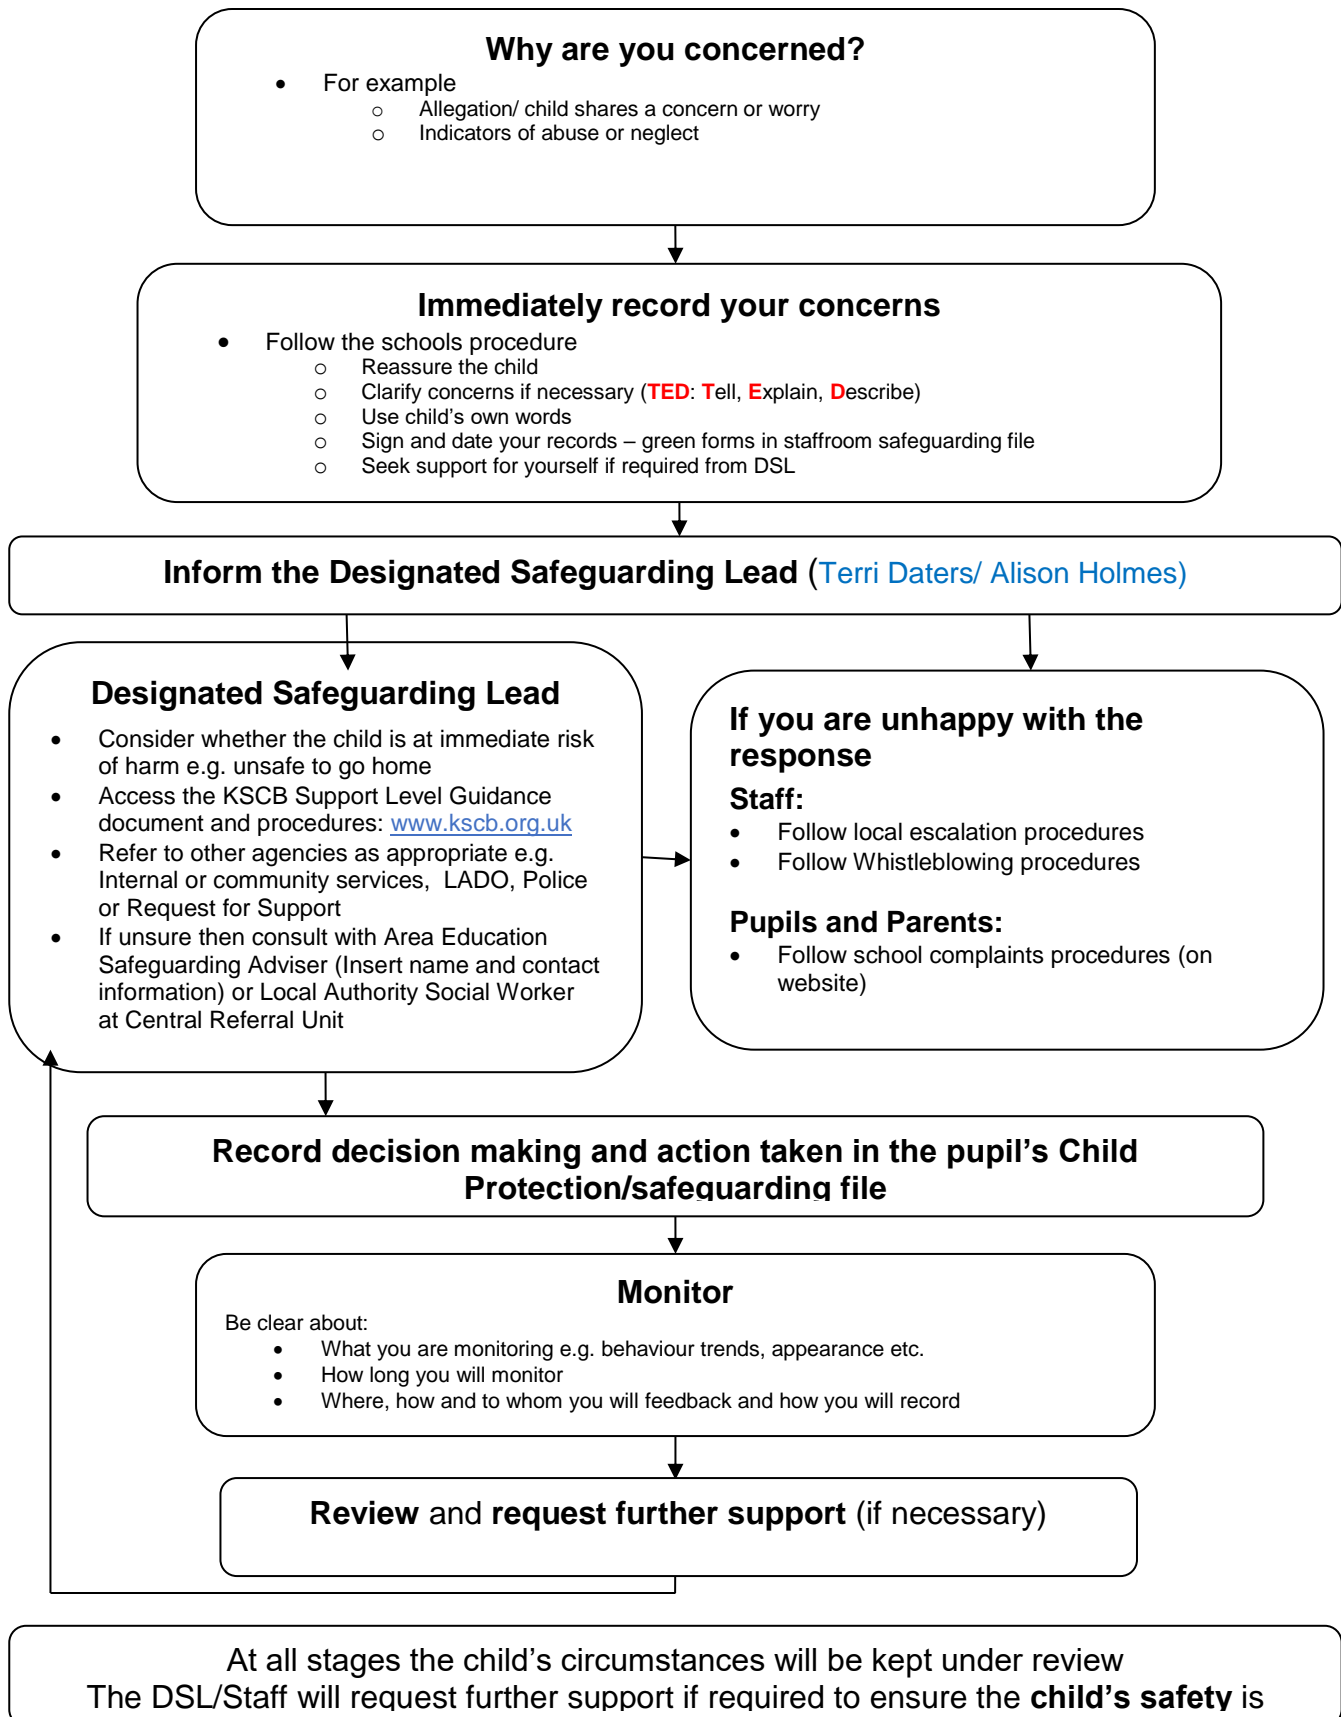 Why are you concerned?
• For example
o Allegation/ child shares a concern or worry
o Indicators of abuse or neglect
Immediately record your concerns
• Follow the schools procedure
o Reassure the child
o Clarify concerns if necessary (TED: Tell, Explain, Describe)
o Use child’s own words
o Sign and date your records – green forms in staffroom safeguarding file
o Seek support for yourself if required from DSL
Inform the Designated Safeguarding Lead (Terri Daters/ Alison Holmes)
Designated Safeguarding Lead
• Consider whether the child is at immediate risk
of harm e.g. unsafe to go home
• Access the KSCB Support Level Guidance
document and procedures: www.kscb.org.uk
• Refer to other agencies as appropriate e.g.
Internal or community services, LADO, Police
or Request for Support
• If unsure then consult with Area Education
Safeguarding Adviser (Insert name and contact
information) or Local Authority Social Worker
at Central Referral Unit
If you are unhappy with the
response
Staff:
• Follow local escalation procedures
• Follow Whistleblowing procedures
Pupils and Parents:
• Follow school complaints procedures (on
website)
Record decision making and action taken in the pupil’s Child
Protection/safeguarding file
Monitor
Be clear about:
• What you are monitoring e.g. behaviour trends, appearance etc.
• How long you will monitor
• Where, how and to whom you will feedback and how you will record
Review and request further support (if necessary)
At all stages the child’s circumstances will be kept under review
The DSL/Staff will request further support if required to ensure the child’s safety is